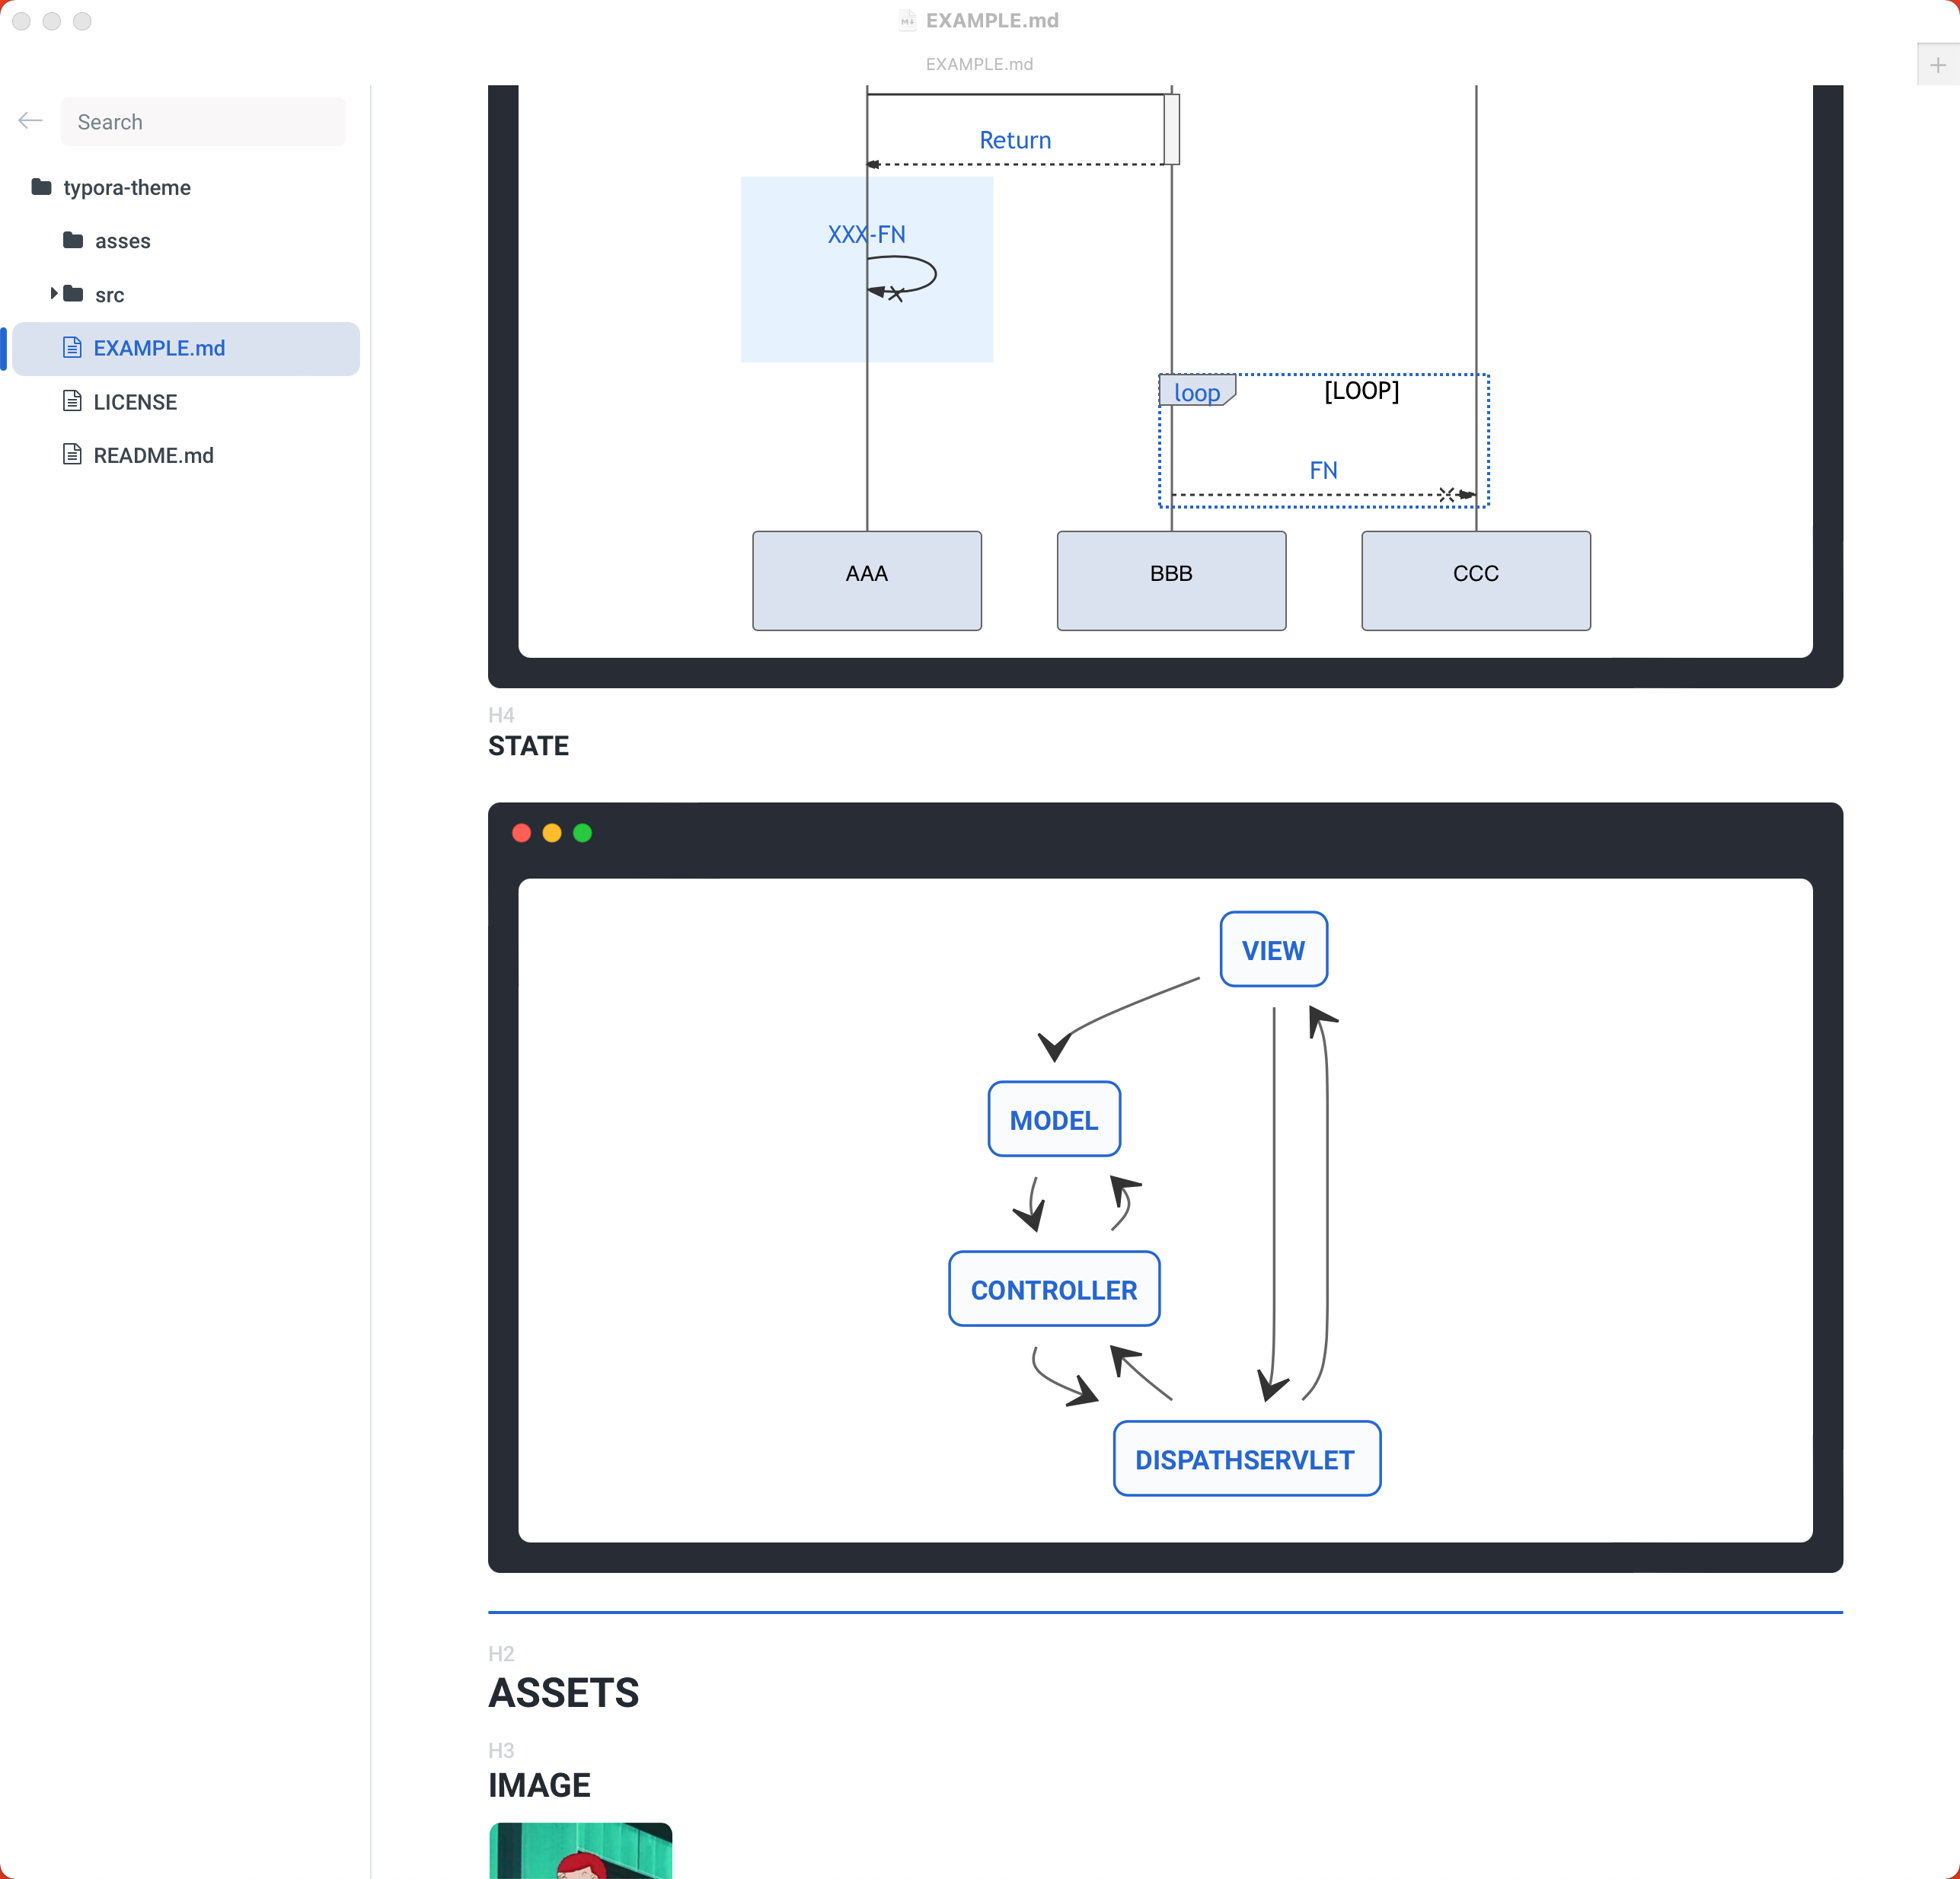 EXAMPLE.md
EXAMPLE.md
Search
typora-theme
asses
src
EXAMPLE.md
LICENSE
README.md
Return
XXX-FN
loop
[LOOP]
FN
AAA
BBB
CCC
H4
STATE
VIEW
MODEL
CONTROLLER
DISPATHSERVLET
H2
ASSETS
H3
IMAGE